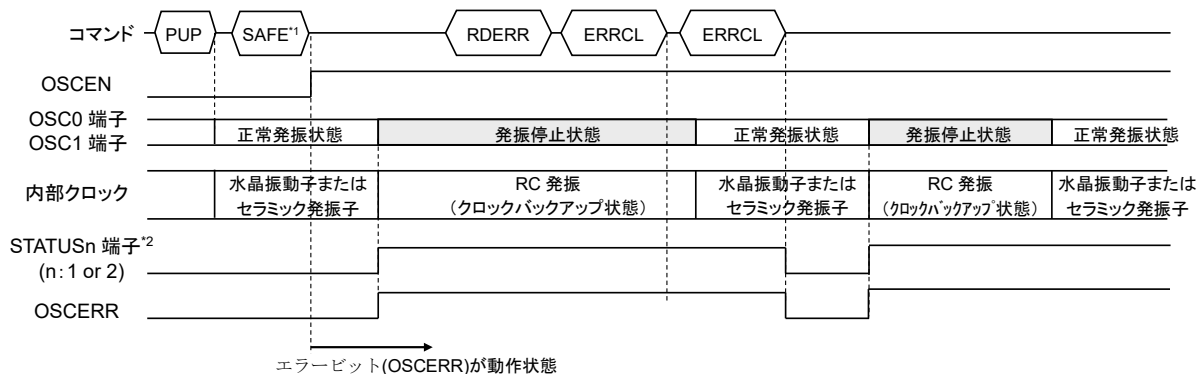 コマンド PUP SAFE*1 RDERR ERRCL ERRCL
OSCEN
OSC0 端子
OSC1 端子
正常発振状態 発振停止状態 正常発振状態 発振停止状態 正常発振状態
内部クロック
水晶振動子または
セラミック発振子
RC 発振
(クロックバックアップ状態)
水晶振動子または
セラミック発振子
RC 発振
(クロックバックアップ状態)
水晶振動子または
セラミック発振子
STATUSn 端子*2
(n:1 or 2)
OSCERR
エラービット(OSCERR)が動作状態